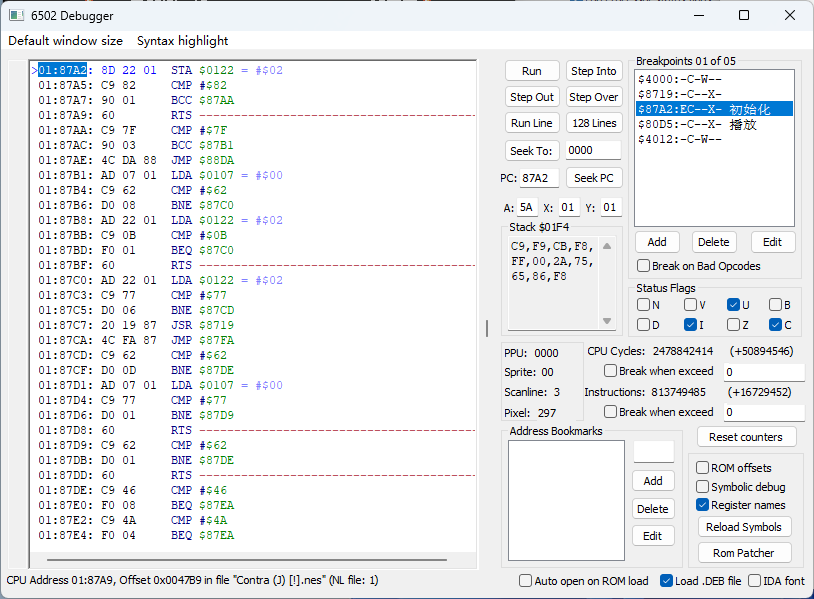 6502 Debugger
Default window size Syntax highlight
>01:87A2: 8D 22 01 STA $0122 = #$02
01:87A5: C9 82 CMP #$82
01:87A7: 90 01 BCC $87AA
01:87A9: 60 RTS ----------------------------------------
01:87AA: C9 7F CMP #$7F
01:87AC: 90 03 BCC $87B1
01:87AE: 4C DA 88 JMP $88DA
01:87B1: AD 07 01 LDA $0107 = #$00
01:87B4: C9 62 CMP #$62
01:87B6: D0 08 BNE $87C0
01:87B8: AD 22 01 LDA $0122 = #$02
01:87BB: C9 0B CMP #$0B
01:87BD: F0 01 BEQ $87C0
01:87BF: 60 RTS ----------------------------------------
01:87C0: AD 22 01 LDA $0122 = #$02
01:87C3: C9 77 CMP #$77
01:87C5: D0 06 BNE $87CD
01:87C7: 20 19 87 JSR $8719
01:87CA: 4C FA 87 JMP $87FA
01:87CD: C9 62 CMP #$62
01:87CF: D0 0D BNE $87DE
01:87D1: AD 07 01 LDA $0107 = #$00
01:87D4: C9 77 CMP #$77
01:87D6: D0 01 BNE $87D9
01:87D8: 60 RTS ----------------------------------------
01:87D9: C9 62 CMP #$62
01:87DB: D0 01 BNE $87DE
01:87DD: 60 RTS ----------------------------------------
01:87DE: C9 46 CMP #$46
01:87E0: F0 08 BEQ $87EA
01:87E2: C9 4A CMP #$4A
01:87E4: F0 04 BEQ $87EA
Run Step Into
Step Out Step Over
Run Line 128 Lines
Seek To: 0000
PC: 87A2 Seek PC
A: 5A X: 01 Y: 01
Stack $01F4
C9,F9,CB,F8,
FF,00,2A,75,
65,86,F8
Breakpoints 01 of 05
$4000:-C-W--
$8719:-C--X-
$87A2:EC--X- 初始化
$80D5:-C--X- 播放
$4012:-C-W--
Add Delete Edit
Break on Bad Opcodes
Status Flags
N V U B
D I Z C
PPU: 0000
Sprite: 00
Scanline: 3
Pixel: 297
CPU Cycles: 2478842414 (+50894546)
Break when exceed 0
Instructions: 813749485 (+16729452)
Break when exceed 0
Address Bookmarks
Add
Delete
Edit
Reset counters
ROM offsets
Symbolic debug
Register names
Reload Symbols
Rom Patcher
CPU Address 01:87A9, Offset 0x0047B9 in file "Contra (J) [!].nes" (NL file: 1)
Auto open on ROM load Load .DEB file IDA font